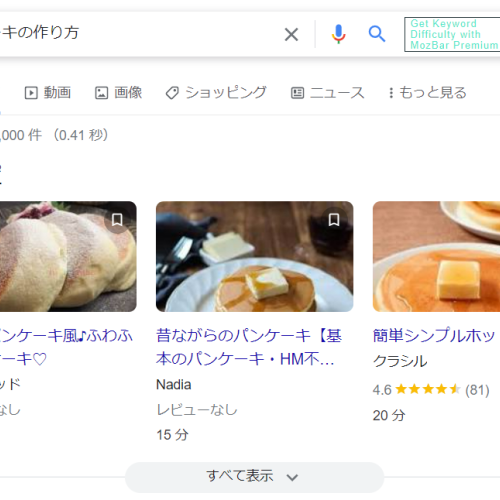 キの作り方
Get Keyword
Difficulty with
MozBar Premium
動画
画像
ショッピング
ニュース
もっと見る
,000 件 （0.41 秒）
ンケーキ風♪ふわふ
ーキ♡
ッド
なし
昔ながらのパンケーキ【基
本のパンケーキ・HM不…
Nadia
レビューなし
15 分
簡単シンプルホッ
クラシル
4.6 ★★★★★ (81)
20 分
すべて表示